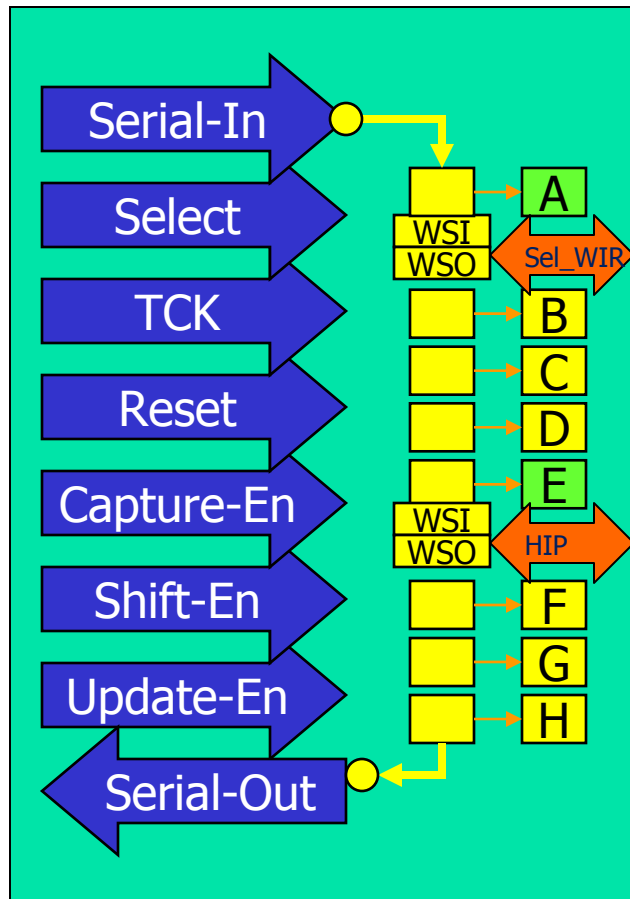 Serial-In
Select
TCK
Reset
Capture-En
Shift-En
Update-En
Serial-Out
A
WSI
WSO
Sel_WIR
B
C
D
E
WSI
WSO
HIP
F
G
H